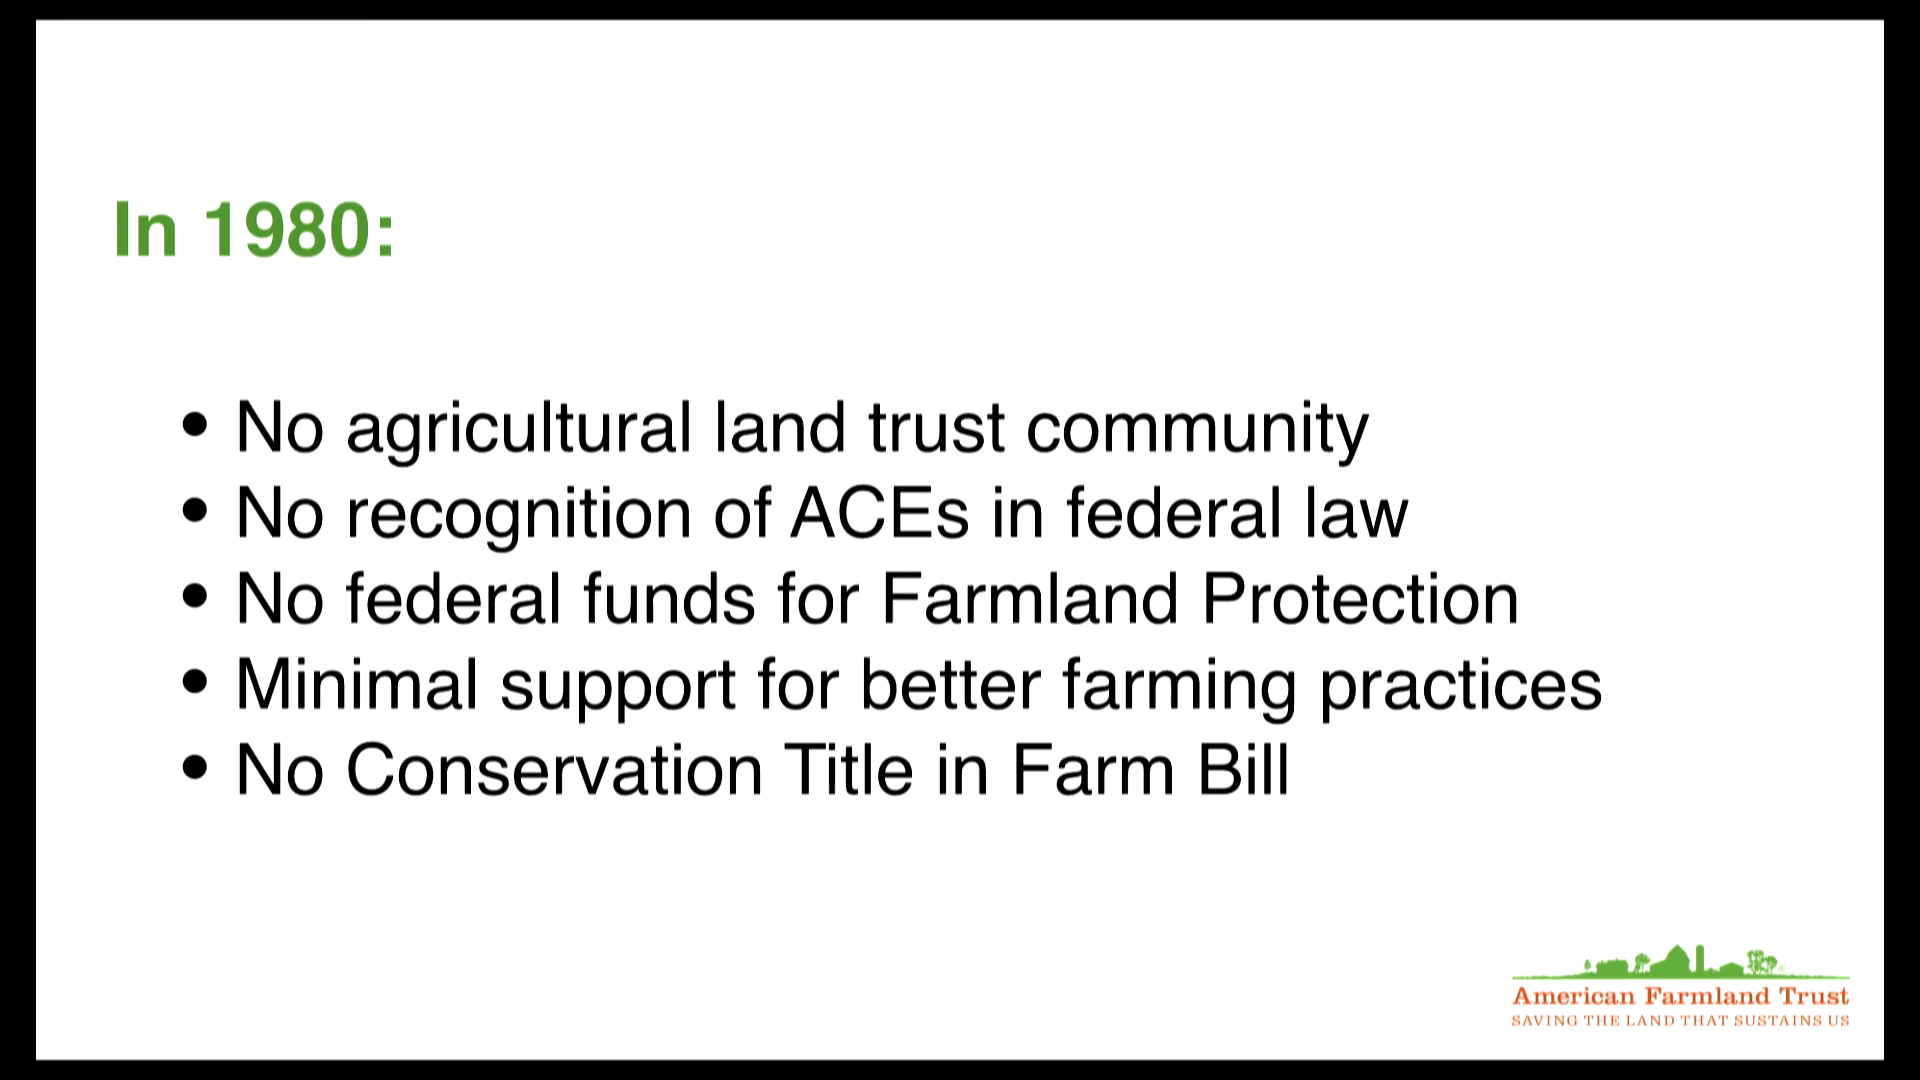 In 1980:
• No agricultural land trust community
• No recognition of ACEs in federal law
• No federal funds for Farmland Protection
• Minimal support for better farming practices
• No Conservation Title in Farm Bill
American Farmland Trust
SAVING THE LAND THAT SUSTAINS US